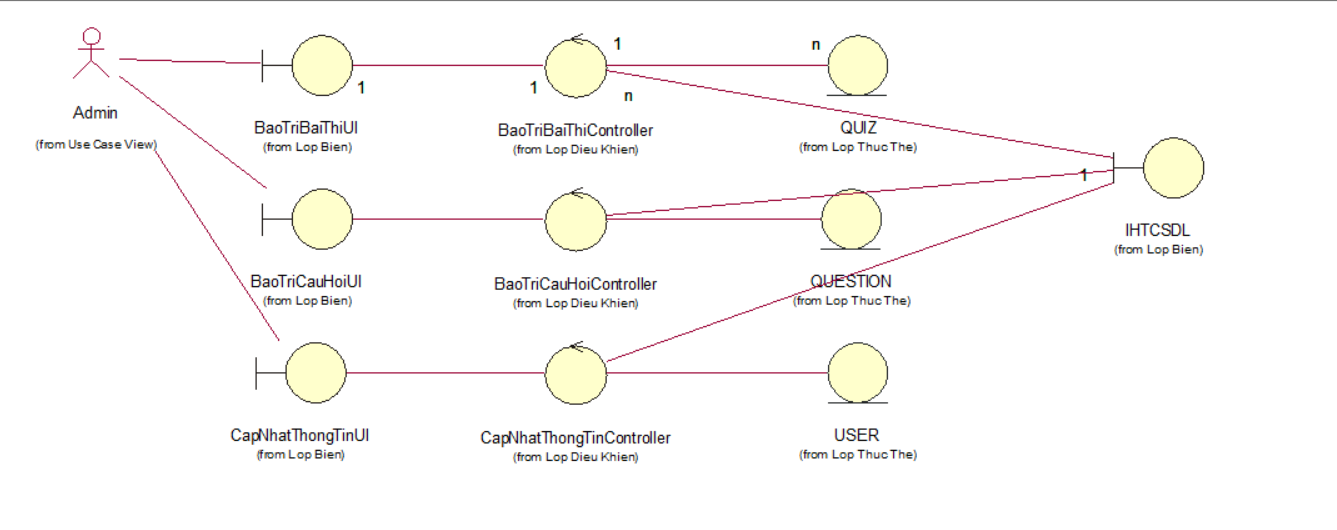 1
n
1
1
n
Admin
(from Use Case View)
BaoTriBaiThiUI
(from Lop Bien)
BaoTriBaiThiController
(from Lop Dieu Khien)
QUIZ
(from Lop Thuc The)
1
IHTCSDL
(from Lop Bien)
BaoTriCauHoiUI
(from Lop Bien)
BaoTriCauHoiController
(from Lop Dieu Khien)
QUESTION
(from Lop Thuc The)
CapNhatThongTinUI
(from Lop Bien)
CapNhatThongTinController
(from Lop Dieu Khien)
USER
(from Lop Thuc The)